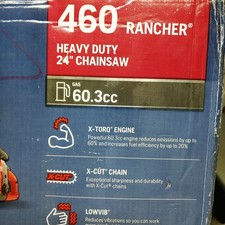 460 RANCHER®
HEAVY DUTY
24" CHAINSAW
GAS
60.3cc
X-TORQ® ENGINE
Powerful 60.3cc engine reduces emissions by up to
60% and increases fuel efficiency by up to 20%
X-CUT
X-CÜT® CHAIN
Exceptional sharpness and durability
with X-Cut® chains
LOWVIB®
Reduces vibrations so you can work